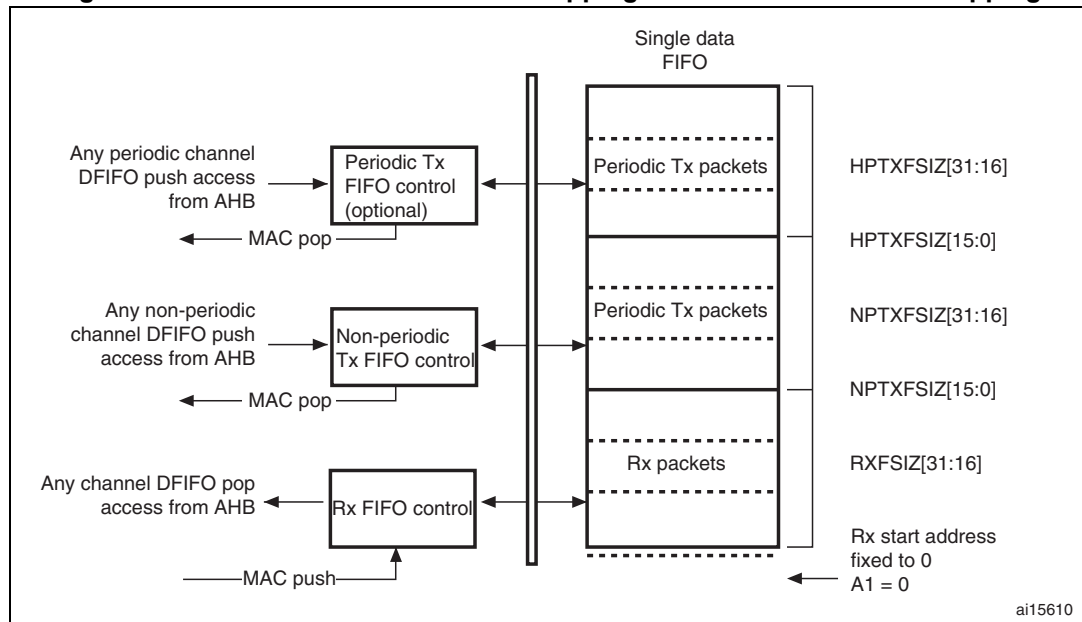 Single data
FIFO
Any periodic channel
DFIFO push access
from AHB
Periodic Tx
FIFO control
(optional)
Periodic Tx packets
HPTXFSIZ[31:16]
MAC pop
HPTXFSIZ[15:0]
Any non-periodic
channel DFIFO push
access from AHB
Non-periodic
Tx FIFO control
Periodic Tx packets
NPTXFSIZ[31:16]
MAC pop
NPTXFSIZ[15:0]
Any channel DFIFO pop
access from AHB
Rx FIFO control
Rx packets
RXFSIZ[31:16]
Rx start address
fixed to 0
A1 = 0
MAC push
ai15610